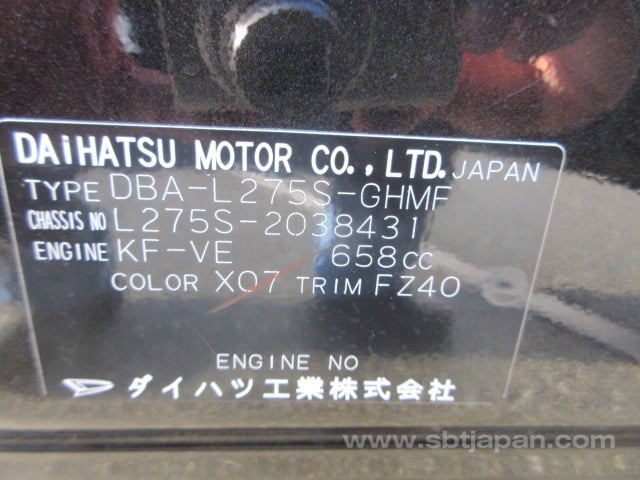 DAIHATSU MOTOR CO., LTD. JAPAN
TYPE DBA-L275S-GHMF
CHASSIS NO L275S-2038431
ENGINE KF-VE 658cc
COLOR X07 TRIM FZ40
ENGINE NO
ダイハツ工業株式会社
www.sbtjapan.com